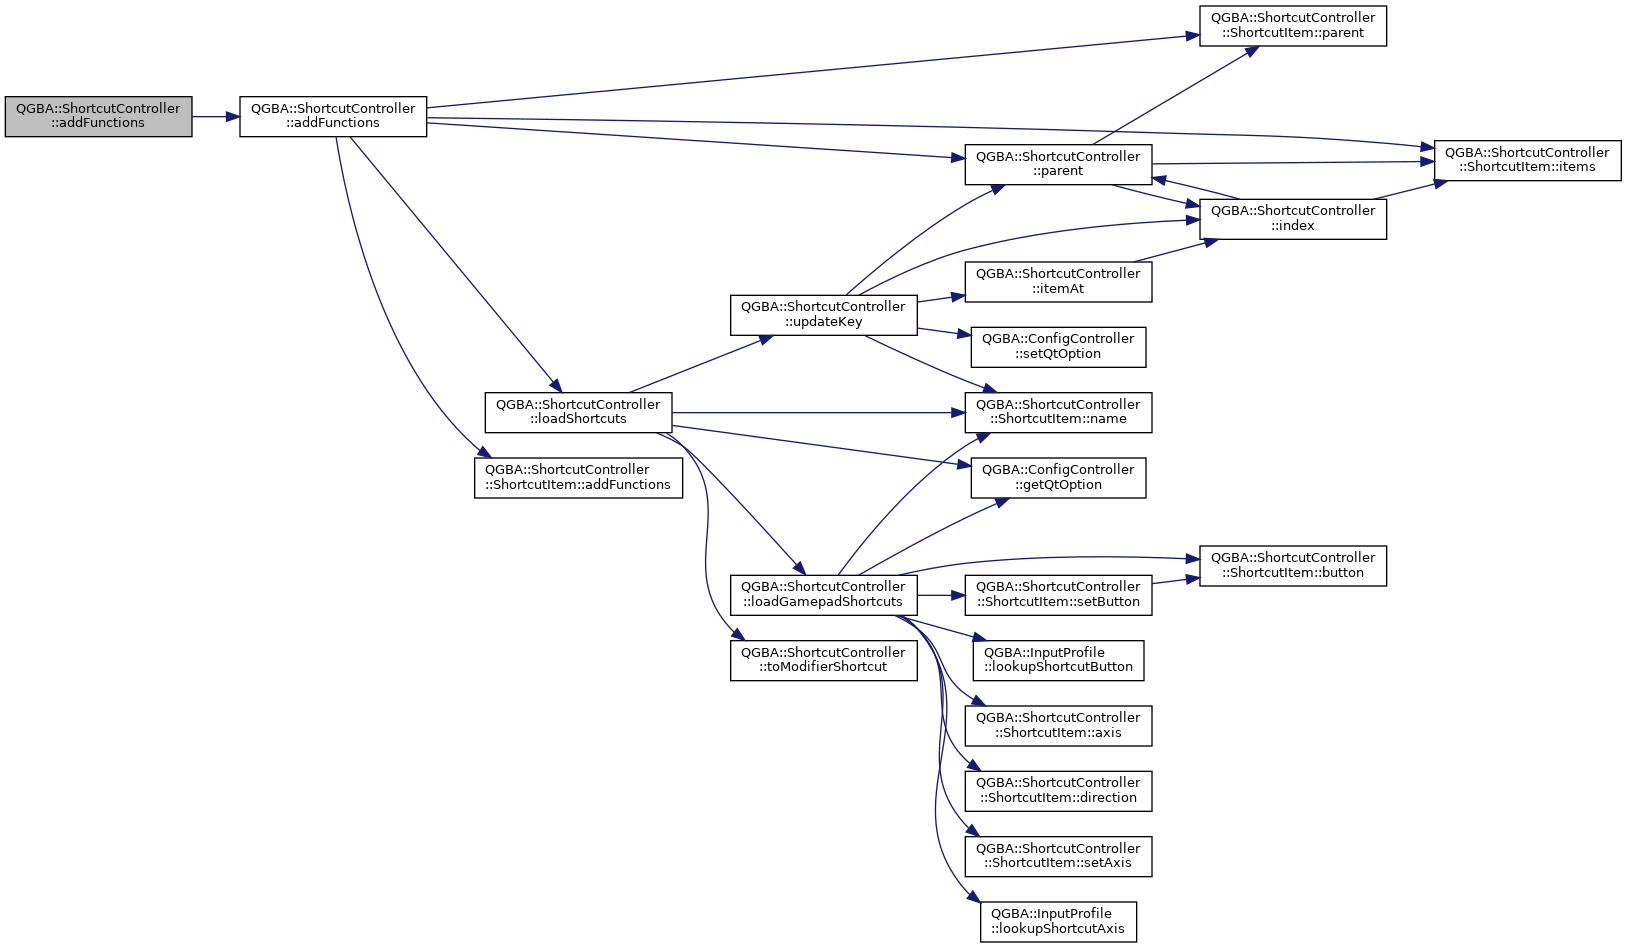 QGBA::ShortcutController
::addFunctions
QGBA::ShortcutController
::addFunctions
QGBA::ShortcutController
::ShortcutItem::parent
QGBA::ShortcutController
::parent
QGBA::ShortcutController
::ShortcutItem::items
QGBA::ShortcutController
::index
QGBA::ShortcutController
::itemAt
QGBA::ShortcutController
::updateKey
QGBA::ConfigController
::setQtOption
QGBA::ShortcutController
::loadShortcuts
QGBA::ShortcutController
::ShortcutItem::name
QGBA::ShortcutController
::ShortcutItem::addFunctions
QGBA::ConfigController
::getQtOption
QGBA::ShortcutController
::ShortcutItem::button
QGBA::ShortcutController
::loadGamepadShortcuts
QGBA::ShortcutController
::ShortcutItem::setButton
QGBA::ShortcutController
::toModifierShortcut
QGBA::InputProfile
::lookupShortcutButton
QGBA::ShortcutController
::ShortcutItem::axis
QGBA::ShortcutController
::ShortcutItem::direction
QGBA::ShortcutController
::ShortcutItem::setAxis
QGBA::InputProfile
::lookupShortcutAxis